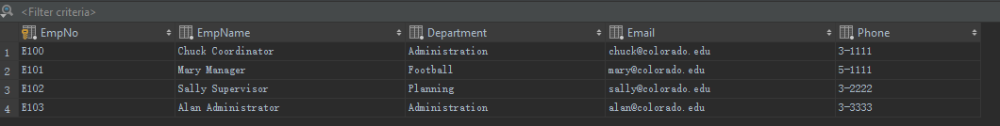 <Filter criteria>
EmpNo EmpName Department Email Phone
1 E100 Chuck Coordinator Administration chuck@colorado.edu 3-1111
2 E101 Mary Manager Football mary@colorado.edu 5-1111
3 E102 Sally Supervisor Planning sally@colorado.edu 3-2222
4 E103 Alan Administrator Administration alan@colorado.edu 3-3333